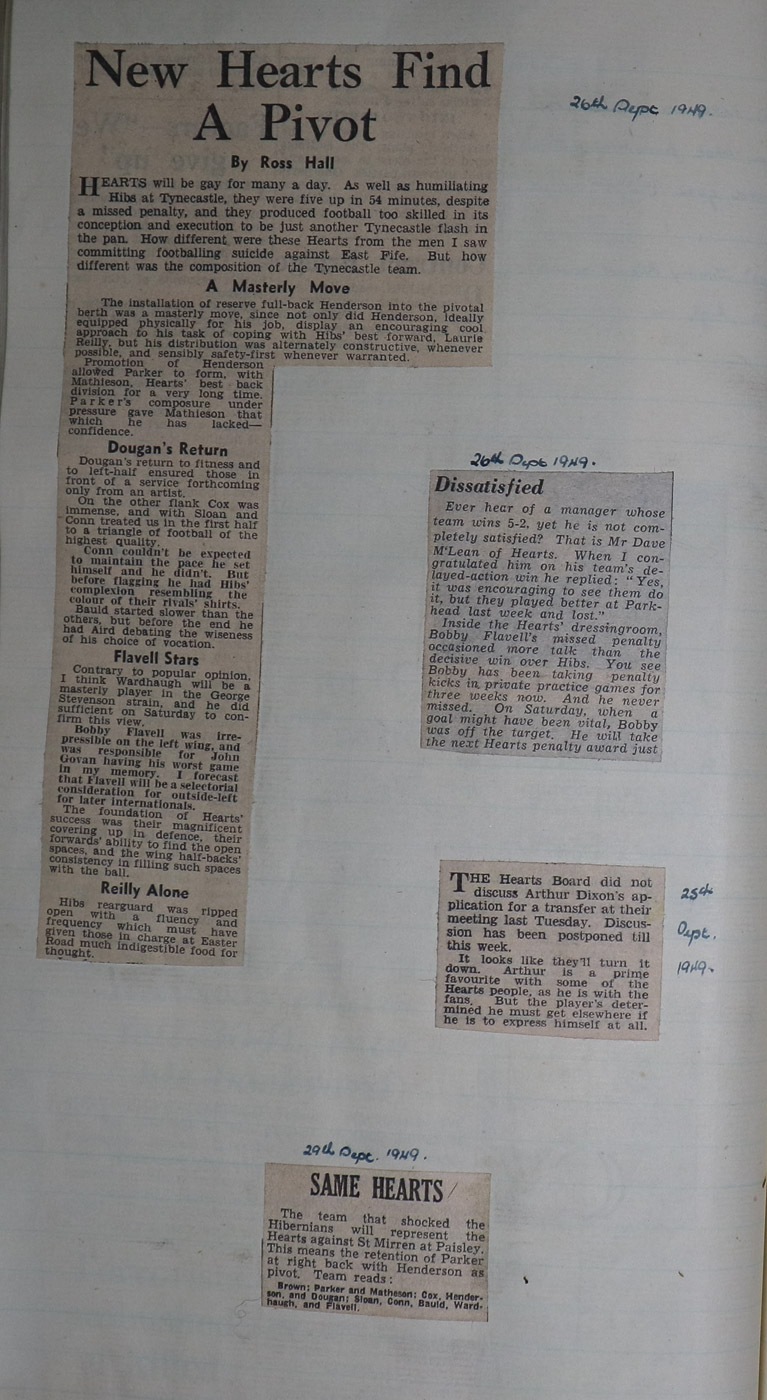 New Hearts Find
A Pivot
By Ross Hall
HEARTS will be gay for many a day. As well as humiliating
Hibs at Tynecastle, they were five up in 54 minutes, despite
a missed penalty, and they produced football too skilled in its
conception and execution to be just another Tynecastle flash in
the pan. How different were these Hearts from the men I saw
committing footballing suicide against East Fife. But how
different was the composition of the Tynecastle team.
A Masterly Move
The installation of reserve full-back Henderson into the pivotal
berth was a masterly move, since not only did Henderson, ideally
equipped physically for his job, display an encouraging cool
approach to his task of coping with Hibs' best forward, Laurie
Reilly, but his distribution was alternately constructive, whenever
possible, and sensibly safety-first whenever warranted.
Promotion of Henderson
allowed Parker to form, with
Mathieson, Hearts' best back
division for a very long time.
Parker's composure under
pressure gave Mathieson that
which he has lacked—
confidence.
Dougan's Return
Dougan's return to fitness and
to left-half ensured those in
front of a service forthcoming
only from an artist.
On the other flank Cox was
immense, and with Sloan and
Conn treated us in the first half
to a triangle of football of the
highest quality.
Conn couldn't be expected
to maintain the pace he set
himself and he didn't. But
before flagging he had Hibs'
complexion resembling the
colour of their rivals' shirts.
Bauld started slower than the
others, but before the end he
had Aird debating the wiseness
of his choice of vocation.
Flavell Stars
Contrary to popular opinion,
I think Wardhaugh will be a
masterly player in the George
Stevenson strain, and he did
sufficient on Saturday to con-
firm this view.
Bobby Flavell was irre-
pressible on the left wing, and
was responsible for John
Govan having his worst game
in my memory. I forecast
that Flavell will be a selectorial
consideration for outside-left
for later internationals.
The foundation of Hearts'
success was their magnificent
covering up in defence, their
forwards' ability to find the open
spaces, and the wing half-backs'
consistency in filling such spaces
with the ball.
Reilly Alone
Hibs rearguard was ripped
open with a fluency and
frequency which must have
given those in charge at Easter
Road much indigestible food for
thought.
26th Sept 1949.
26th Sept 1949.
Dissatisfied
Ever hear of a manager whose
team wins 5-2, yet he is not com-
pletely satisfied? That is Mr Dave
M'Lean of Hearts. When I con-
gratulated him on his team's de-
layed-action win he replied: "Yes,
it was encouraging to see them do
it, but they played better at Park-
head last week and lost."
Inside the Hearts' dressingroom,
Bobby Flavell's missed penalty
occasioned more talk than the
decisive win over Hibs. You see
Bobby has been taking penalty
kicks in private practice games for
three weeks now. And he never
missed. On Saturday, when a
goal might have been vital, Bobby
was off the target. He will take
the next Hearts penalty award just
THE Hearts Board did not
discuss Arthur Dixon's ap-
plication for a transfer at their
meeting last Tuesday. Discus-
sion has been postponed till
this week.
It looks like they'll turn it
down. Arthur is a prime
favourite with some of the
Hearts people, as he is with the
fans. But the player's deter-
mined he must get elsewhere if
he is to express himself at all.
25th
Sept.
1949.
29th Sept. 1949.
SAME HEARTS
The team that shocked the
Hibernians will represent the
Hearts against St Mirren at Paisley.
This means the retention of Parker
at right back with Henderson as
pivot. Team reads:
Brown; Parker and Matheson; Cox, Hender-
son, and Dougan; Sloan, Conn, Bauld, Ward-
haugh, and Flavell.